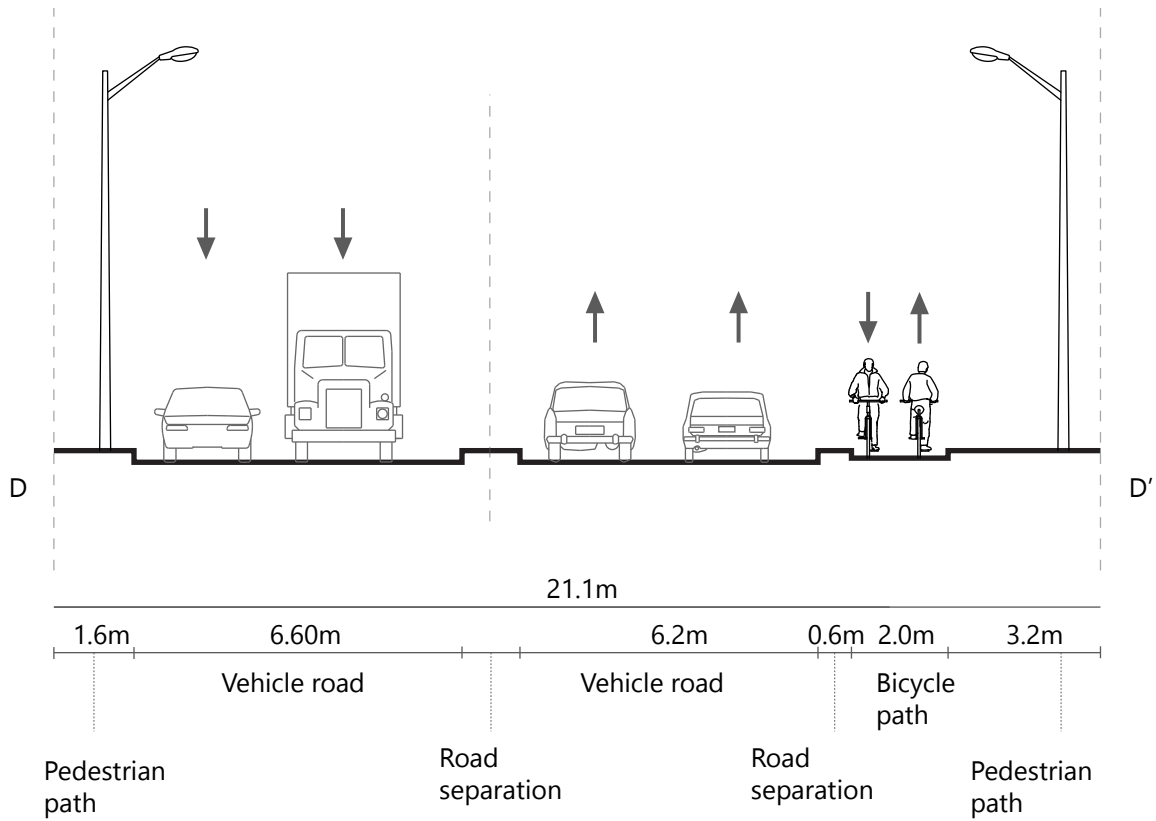 D
D'
21.1m
1.6m
6.60m
6.2m
0.6m
2.0m
3.2m
Vehicle road
Vehicle road
Bicycle
path
Pedestrian
path
Road
separation
Road
separation
Pedestrian
path